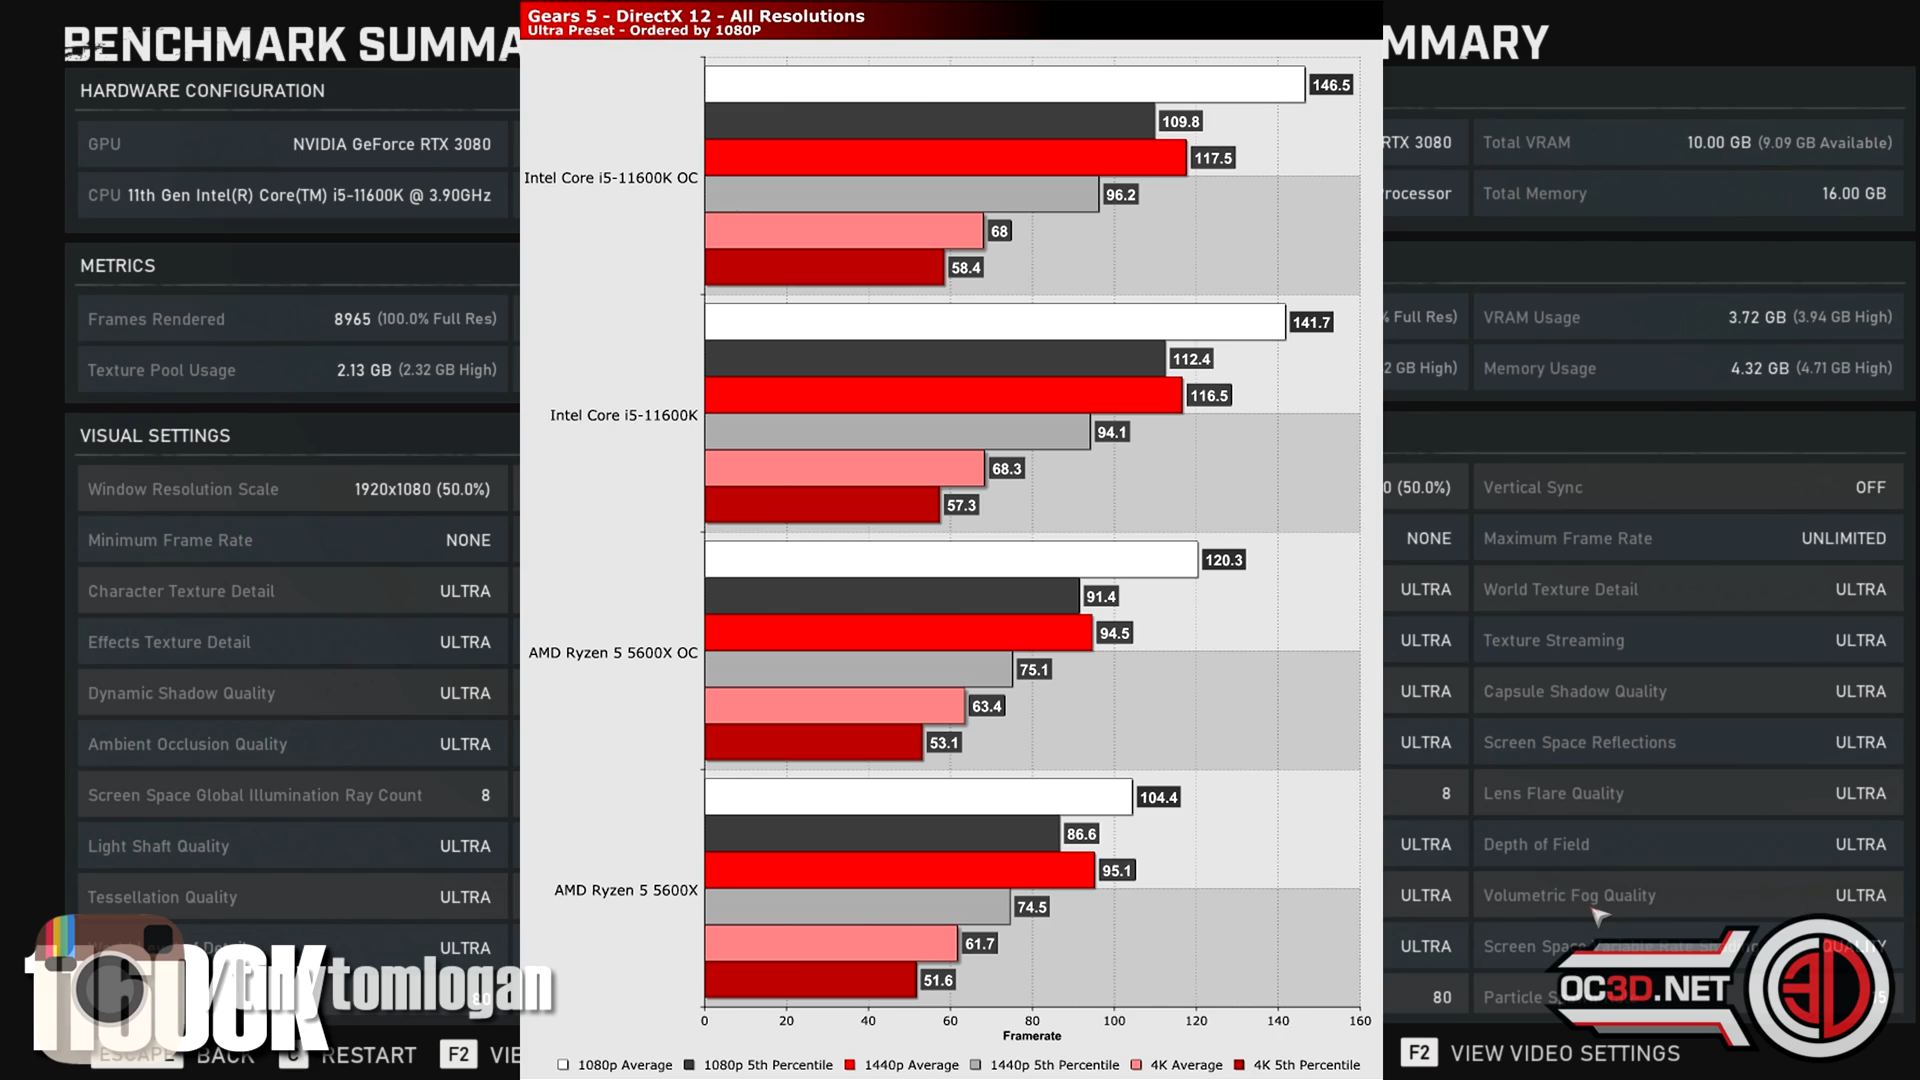 BENCHMARK SUMMA
MMARY
Gears 5 - DirectX 12 - All Resolutions
Ultra Preset - Ordered by 1080P
HARDWARE CONFIGURATION
GPU NVIDIA GeForce RTX 3080
CPU 11th Gen Intel(R) Core(TM) i5-11600K @ 3.90GHz
METRICS
Frames Rendered 8965 (100.0% Full Res)
Texture Pool Usage 2.13 GB (2.32 GB High)
VISUAL SETTINGS
Window Resolution Scale 1920x1080 (50.0%)
Minimum Frame Rate NONE
Character Texture Detail ULTRA
Effects Texture Detail ULTRA
Dynamic Shadow Quality ULTRA
Ambient Occlusion Quality ULTRA
Screen Space Global Illumination Ray Count 8
Light Shaft Quality ULTRA
Tessellation Quality ULTRA
ULTRA
80
11600K
tinytomlogan
ESCAPE BACK RESTART F2 VIE
Intel Core i5-11600K OC
146.5
109.8
117.5
96.2
68
58.4
Intel Core i5-11600K
141.7
112.4
116.5
94.1
68.3
57.3
AMD Ryzen 5 5600X OC
120.3
91.4
94.5
75.1
63.4
53.1
AMD Ryzen 5 5600X
104.4
86.6
95.1
74.5
61.7
51.6
0 20 40 60 80 100 120 140 160
Framerate
1080p Average 1080p 5th Percentile 1440p Average 1440p 5th Percentile 4K Average 4K 5th Percentile
RTX 3080 Total VRAM 10.00 GB (9.09 GB Available)
rocessor Total Memory 16.00 GB
% Full Res) VRAM Usage 3.72 GB (3.94 GB High)
2 GB High) Memory Usage 4.32 GB (4.71 GB High)
0 (50.0%) Vertical Sync OFF
NONE Maximum Frame Rate UNLIMITED
ULTRA World Texture Detail ULTRA
ULTRA Texture Streaming ULTRA
ULTRA Capsule Shadow Quality ULTRA
ULTRA Screen Space Reflections ULTRA
8 Lens Flare Quality ULTRA
ULTRA Depth of Field ULTRA
ULTRA Volumetric Fog Quality ULTRA
ULTRA Screen Space Variable Rate QUALITY
80 Particle
OC3D.NET
3D
F2 VIEW VIDEO SETTINGS